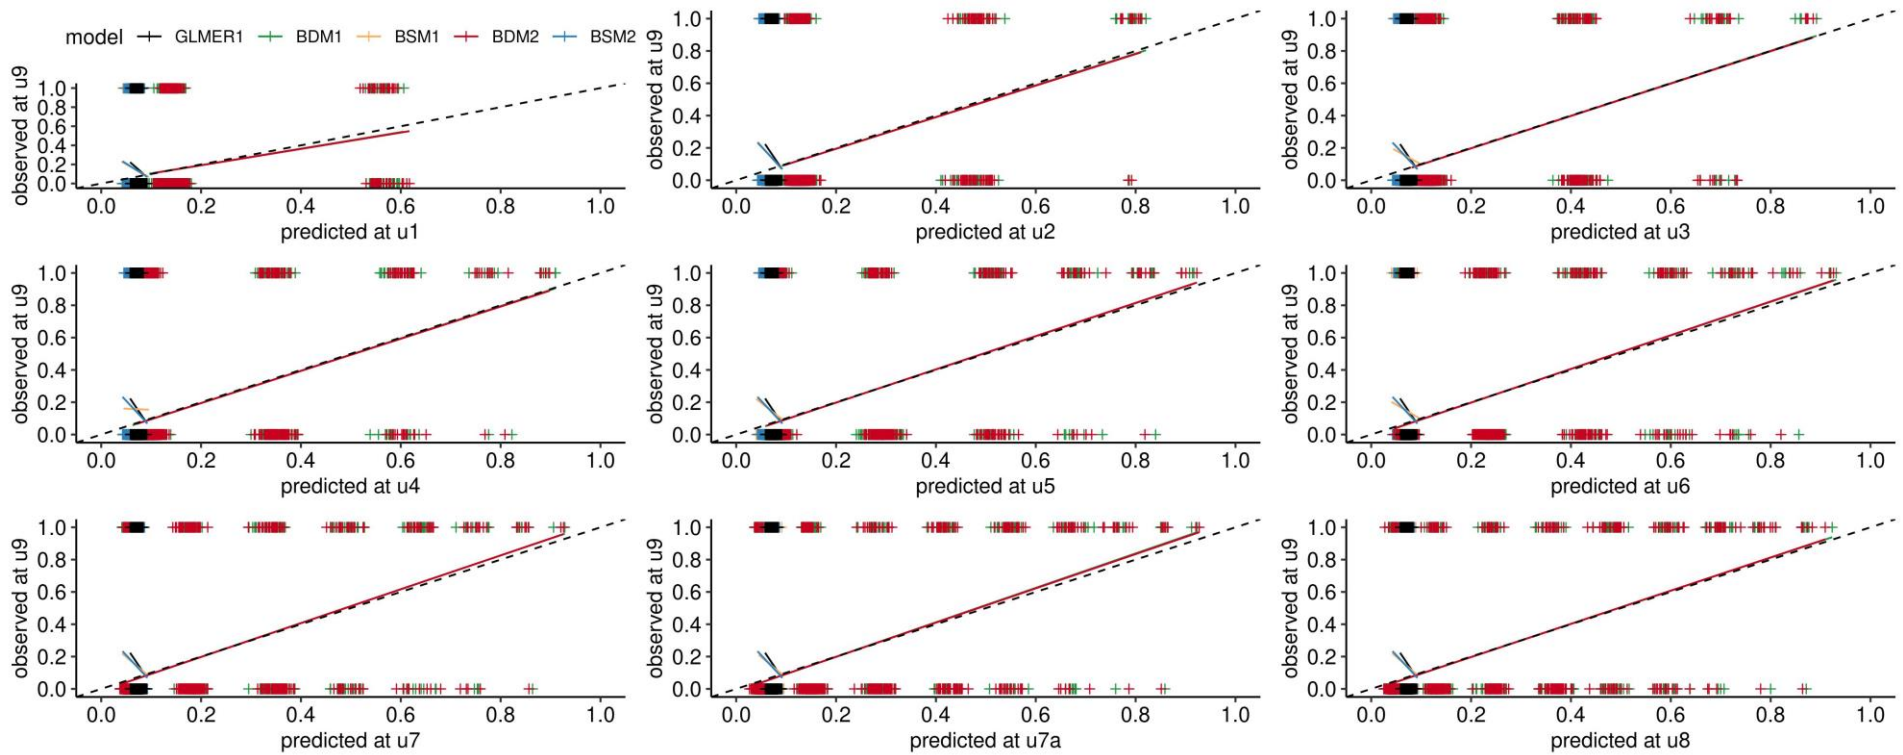 model GLMER1 BDM1 BSM1 BDM2 BSM2
observed at u9
1.0
0.8
0.6
0.4
0.2
0.0
0.0 0.2 0.4 0.6 0.8 1.0
predicted at u1
observed at u9
1.0
0.8
0.6
0.4
0.2
0.0
0.0 0.2 0.4 0.6 0.8 1.0
predicted at u2
observed at u9
1.0
0.8
0.6
0.4
0.2
0.0
0.0 0.2 0.4 0.6 0.8 1.0
predicted at u3
observed at u9
1.0
0.8
0.6
0.4
0.2
0.0
0.0 0.2 0.4 0.6 0.8 1.0
predicted at u4
observed at u9
1.0
0.8
0.6
0.4
0.2
0.0
0.0 0.2 0.4 0.6 0.8 1.0
predicted at u5
observed at u9
1.0
0.8
0.6
0.4
0.2
0.0
0.0 0.2 0.4 0.6 0.8 1.0
predicted at u6
observed at u9
1.0
0.8
0.6
0.4
0.2
0.0
0.0 0.2 0.4 0.6 0.8 1.0
predicted at u7
observed at u9
1.0
0.8
0.6
0.4
0.2
0.0
0.0 0.2 0.4 0.6 0.8 1.0
predicted at u7a
observed at u9
1.0
0.8
0.6
0.4
0.2
0.0
0.0 0.2 0.4 0.6 0.8 1.0
predicted at u8